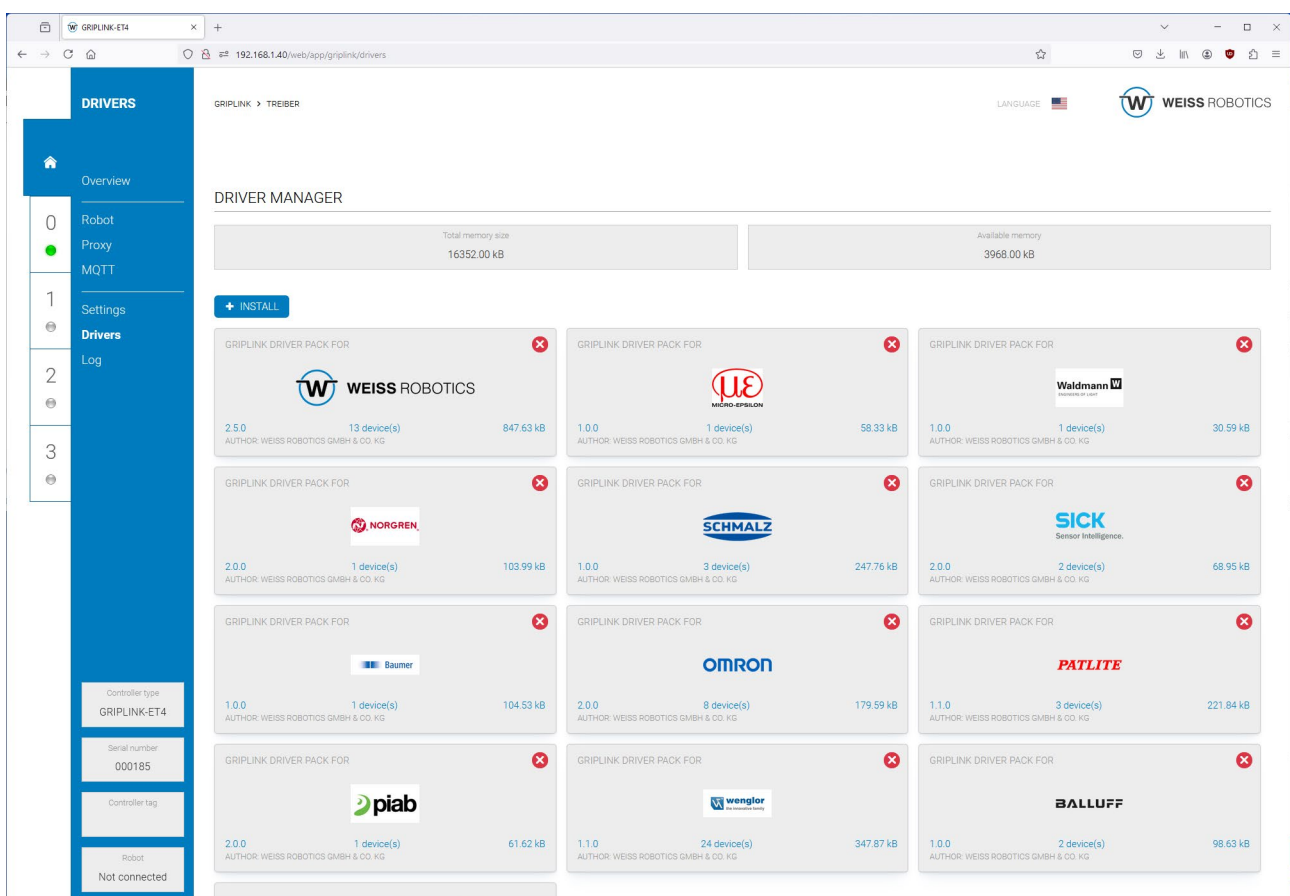 GRIPLINK-ET4
192.168.1.40/web/app/griplink/drivers
DRIVERS
GRIPLINK > TREIBER
LANGUAGE
WEISS ROBOTICS
Overview
Robot
Proxy
MQTT
Settings
Drivers
Log
0
1
2
3
DRIVER MANAGER
Total memory size
16352.00 kB
Available memory
3968.00 kB
+ INSTALL
GRIPLINK DRIVER PACK FOR
WEISS ROBOTICS
2.5.0 13 device(s) 847.63 kB
AUTHOR: WEISS ROBOTICS GMBH & CO. KG
GRIPLINK DRIVER PACK FOR
με
MICRO-EPSILON
1.0.0 1 device(s) 58.33 kB
AUTHOR: WEISS ROBOTICS GMBH & CO. KG
GRIPLINK DRIVER PACK FOR
Waldmann W
ENGINEERS OF LIGHT
1.0.0 1 device(s) 30.59 kB
AUTHOR: WEISS ROBOTICS GMBH & CO. KG
GRIPLINK DRIVER PACK FOR
NORGREN
2.0.0 1 device(s) 103.99 kB
AUTHOR: WEISS ROBOTICS GMBH & CO. KG
GRIPLINK DRIVER PACK FOR
SCHMALZ
1.0.0 3 device(s) 247.76 kB
AUTHOR: WEISS ROBOTICS GMBH & CO. KG
GRIPLINK DRIVER PACK FOR
SICK
Sensor Intelligence.
2.0.0 2 device(s) 68.95 kB
AUTHOR: WEISS ROBOTICS GMBH & CO. KG
GRIPLINK DRIVER PACK FOR
Baumer
1.0.0 1 device(s) 104.53 kB
AUTHOR: WEISS ROBOTICS GMBH & CO. KG
GRIPLINK DRIVER PACK FOR
OMRON
2.0.0 8 device(s) 179.59 kB
AUTHOR: WEISS ROBOTICS GMBH & CO. KG
GRIPLINK DRIVER PACK FOR
PATLITE
1.1.0 3 device(s) 221.84 kB
AUTHOR: WEISS ROBOTICS GMBH & CO. KG
GRIPLINK DRIVER PACK FOR
piab
2.0.0 1 device(s) 61.62 kB
AUTHOR: WEISS ROBOTICS GMBH & CO. KG
GRIPLINK DRIVER PACK FOR
wenglor
the innovative family
1.1.0 24 device(s) 347.87 kB
AUTHOR: WEISS ROBOTICS GMBH & CO. KG
GRIPLINK DRIVER PACK FOR
BALLUFF
1.0.0 2 device(s) 98.63 kB
AUTHOR: WEISS ROBOTICS GMBH & CO. KG
Controller type
GRIPLINK-ET4
Serial number
000185
Controller tag
Robot
Not connected